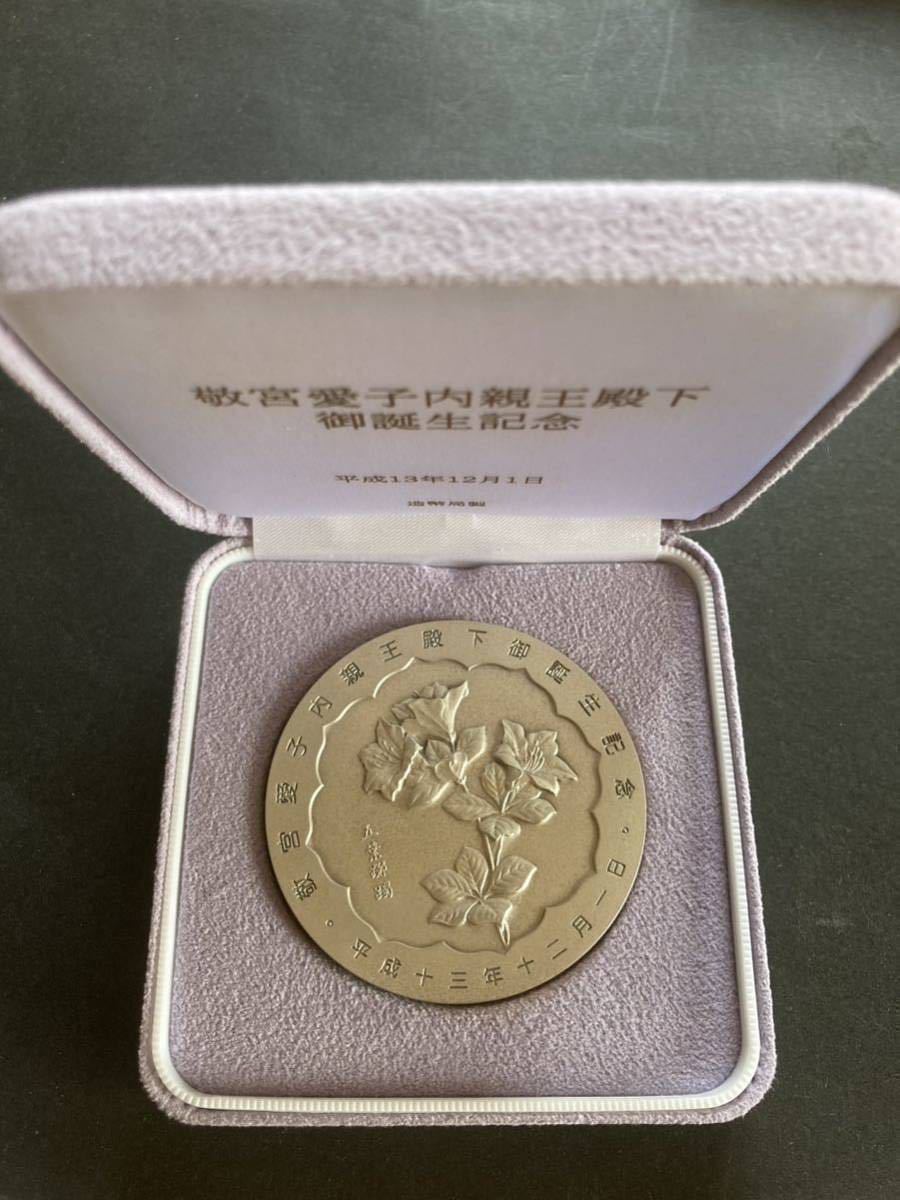 敬宮愛子内親王殿下
御誕生記念
平成13年12月1日
造幣局製
敬宮愛子内親王殿下御誕生記念・平成十三年十二月一日・